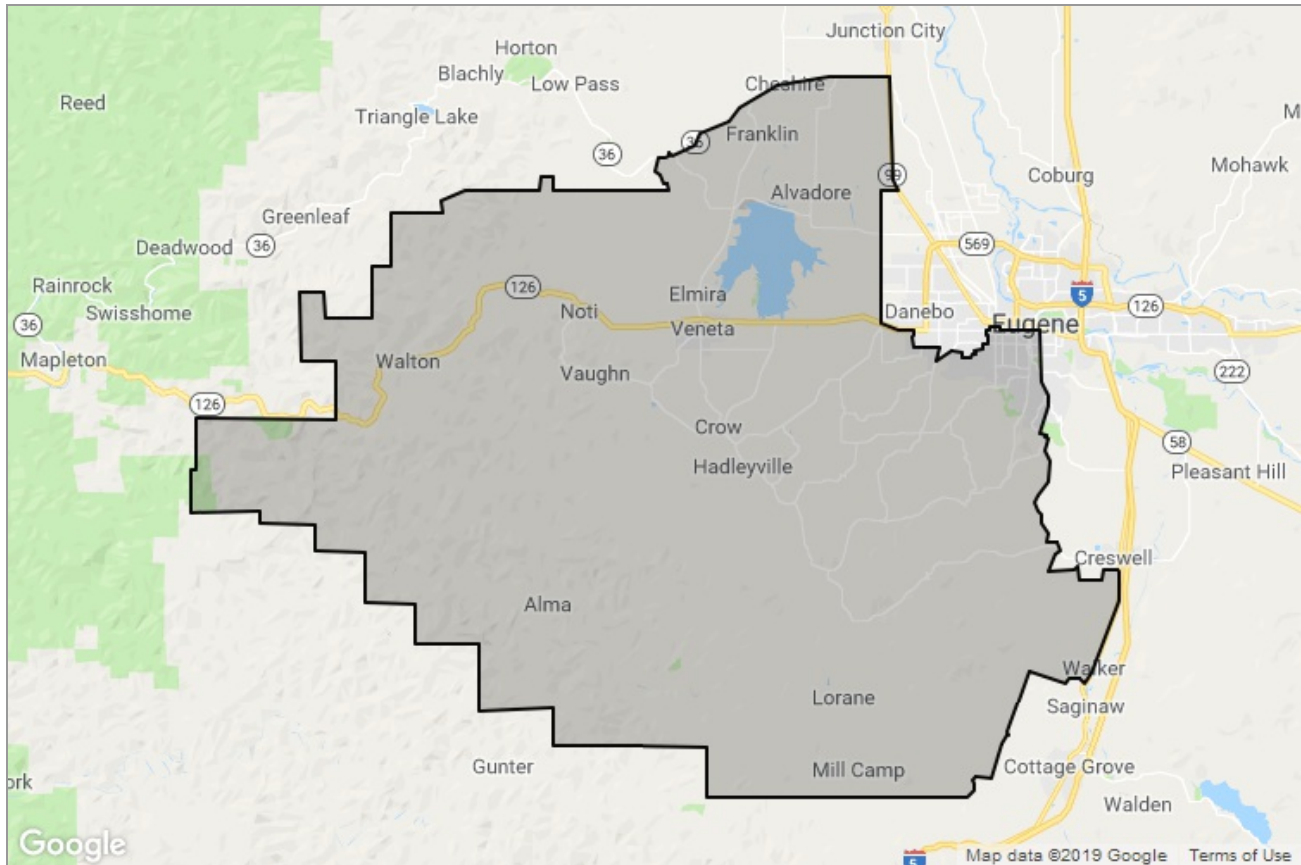 Junction City
Horton
Blachly
Low Pass
Cheshire
Reed
Triangle Lake
Franklin
36
36
Mohawk
Coburg
99
Alvadore
Greenleaf
Deadwood
36
569
Rainrock
Swisshome
126
Elmira
5
126
Noti
Danebo
Eugene
36
Veneta
Mapleton
Walton
Vaughn
222
126
Crow
58
Hadleyville
Pleasant Hill
Creswell
Alma
Walker
Lorane
Saginaw
Gunter
Mill Camp
Cottage Grove
ork
Walden
Google
5
Map data ©2019 Google
Terms of Use